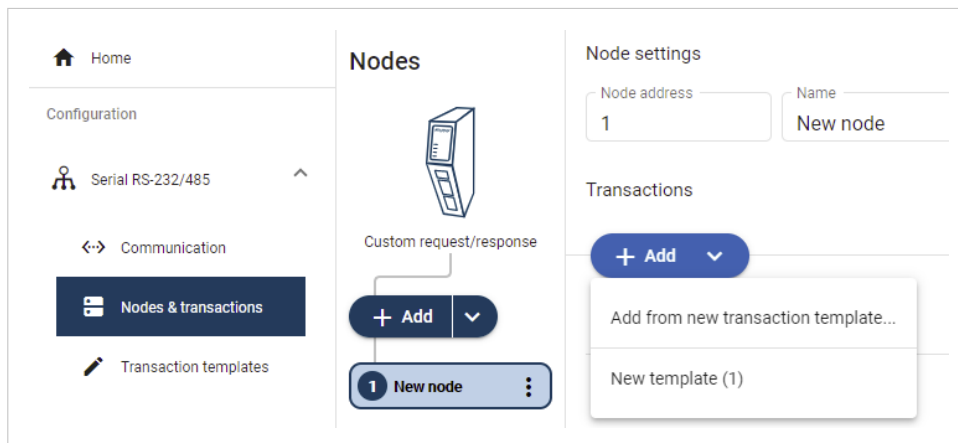 Home
Configuration
Serial RS-232/485
Communication
Nodes & transactions
Transaction templates
Nodes
Custom request/response
Add
1 New node
Node settings
Node address
1
Name
New node
Transactions
Add
Add from new transaction template...
New template (1)